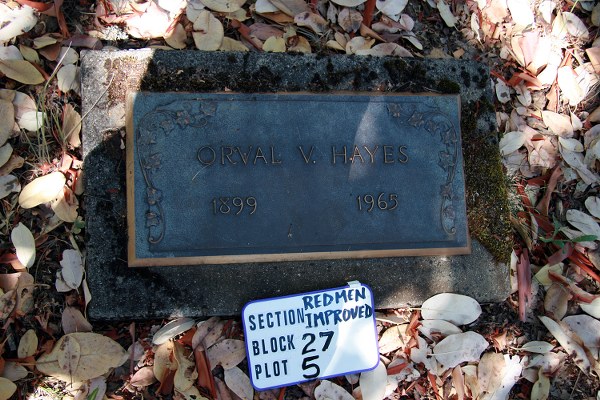 ORVAL V. HAYES
1899 1965
SECTION REDMEN IMPROVED
BLOCK 27
PLOT 5